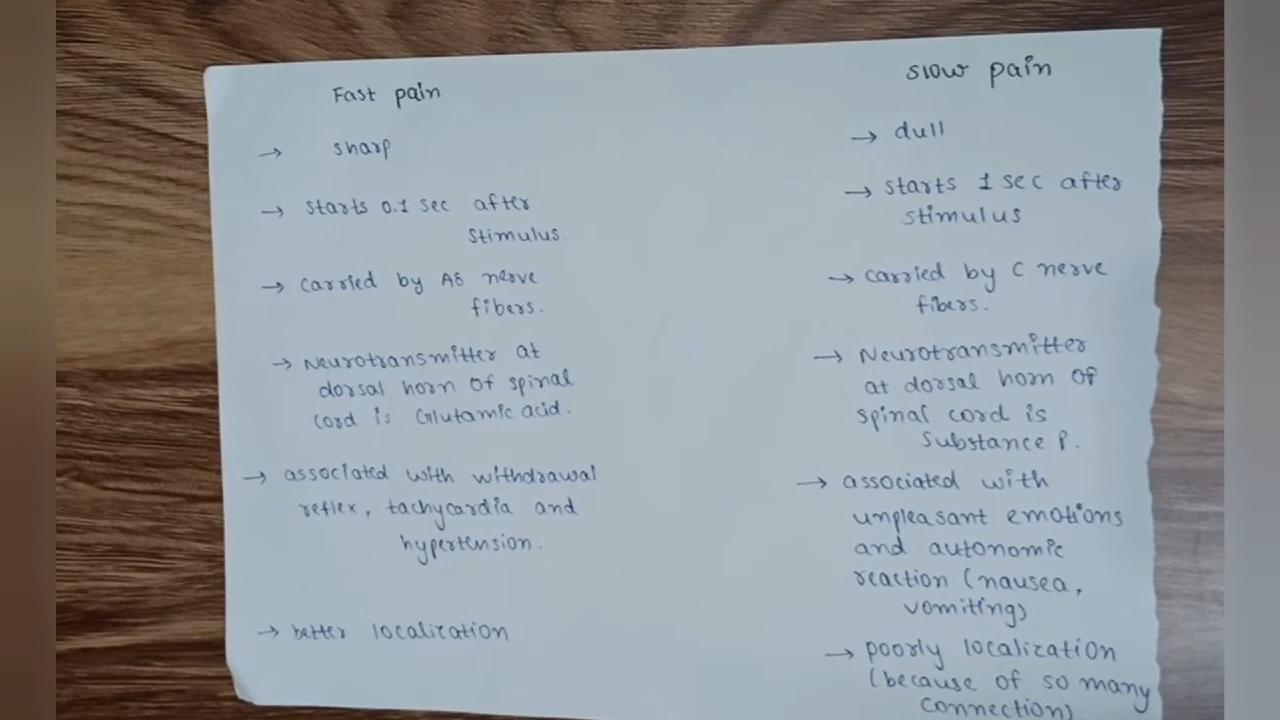 Fast pain
→ sharp
→ starts 0.1 sec after
stimulus.
→ carried by Aδ nerve
fibers.
→ Neurotransmitter at
dorsal horn of spinal
cord is Glutamic acid.
→ associated with withdrawal
reflex, tachycardia and
hypertension.
→ better localization
slow pain
→ dull
→ starts 1 sec after
stimulus
→ carried by C nerve
fibers.
→ Neurotransmitter
at dorsal horn of
spinal cord is
Substance P.
→ associated with
unpleasant emotions
and autonomic
reaction (nausea,
vomiting)
→ poorly localization
(because of so many
connection)